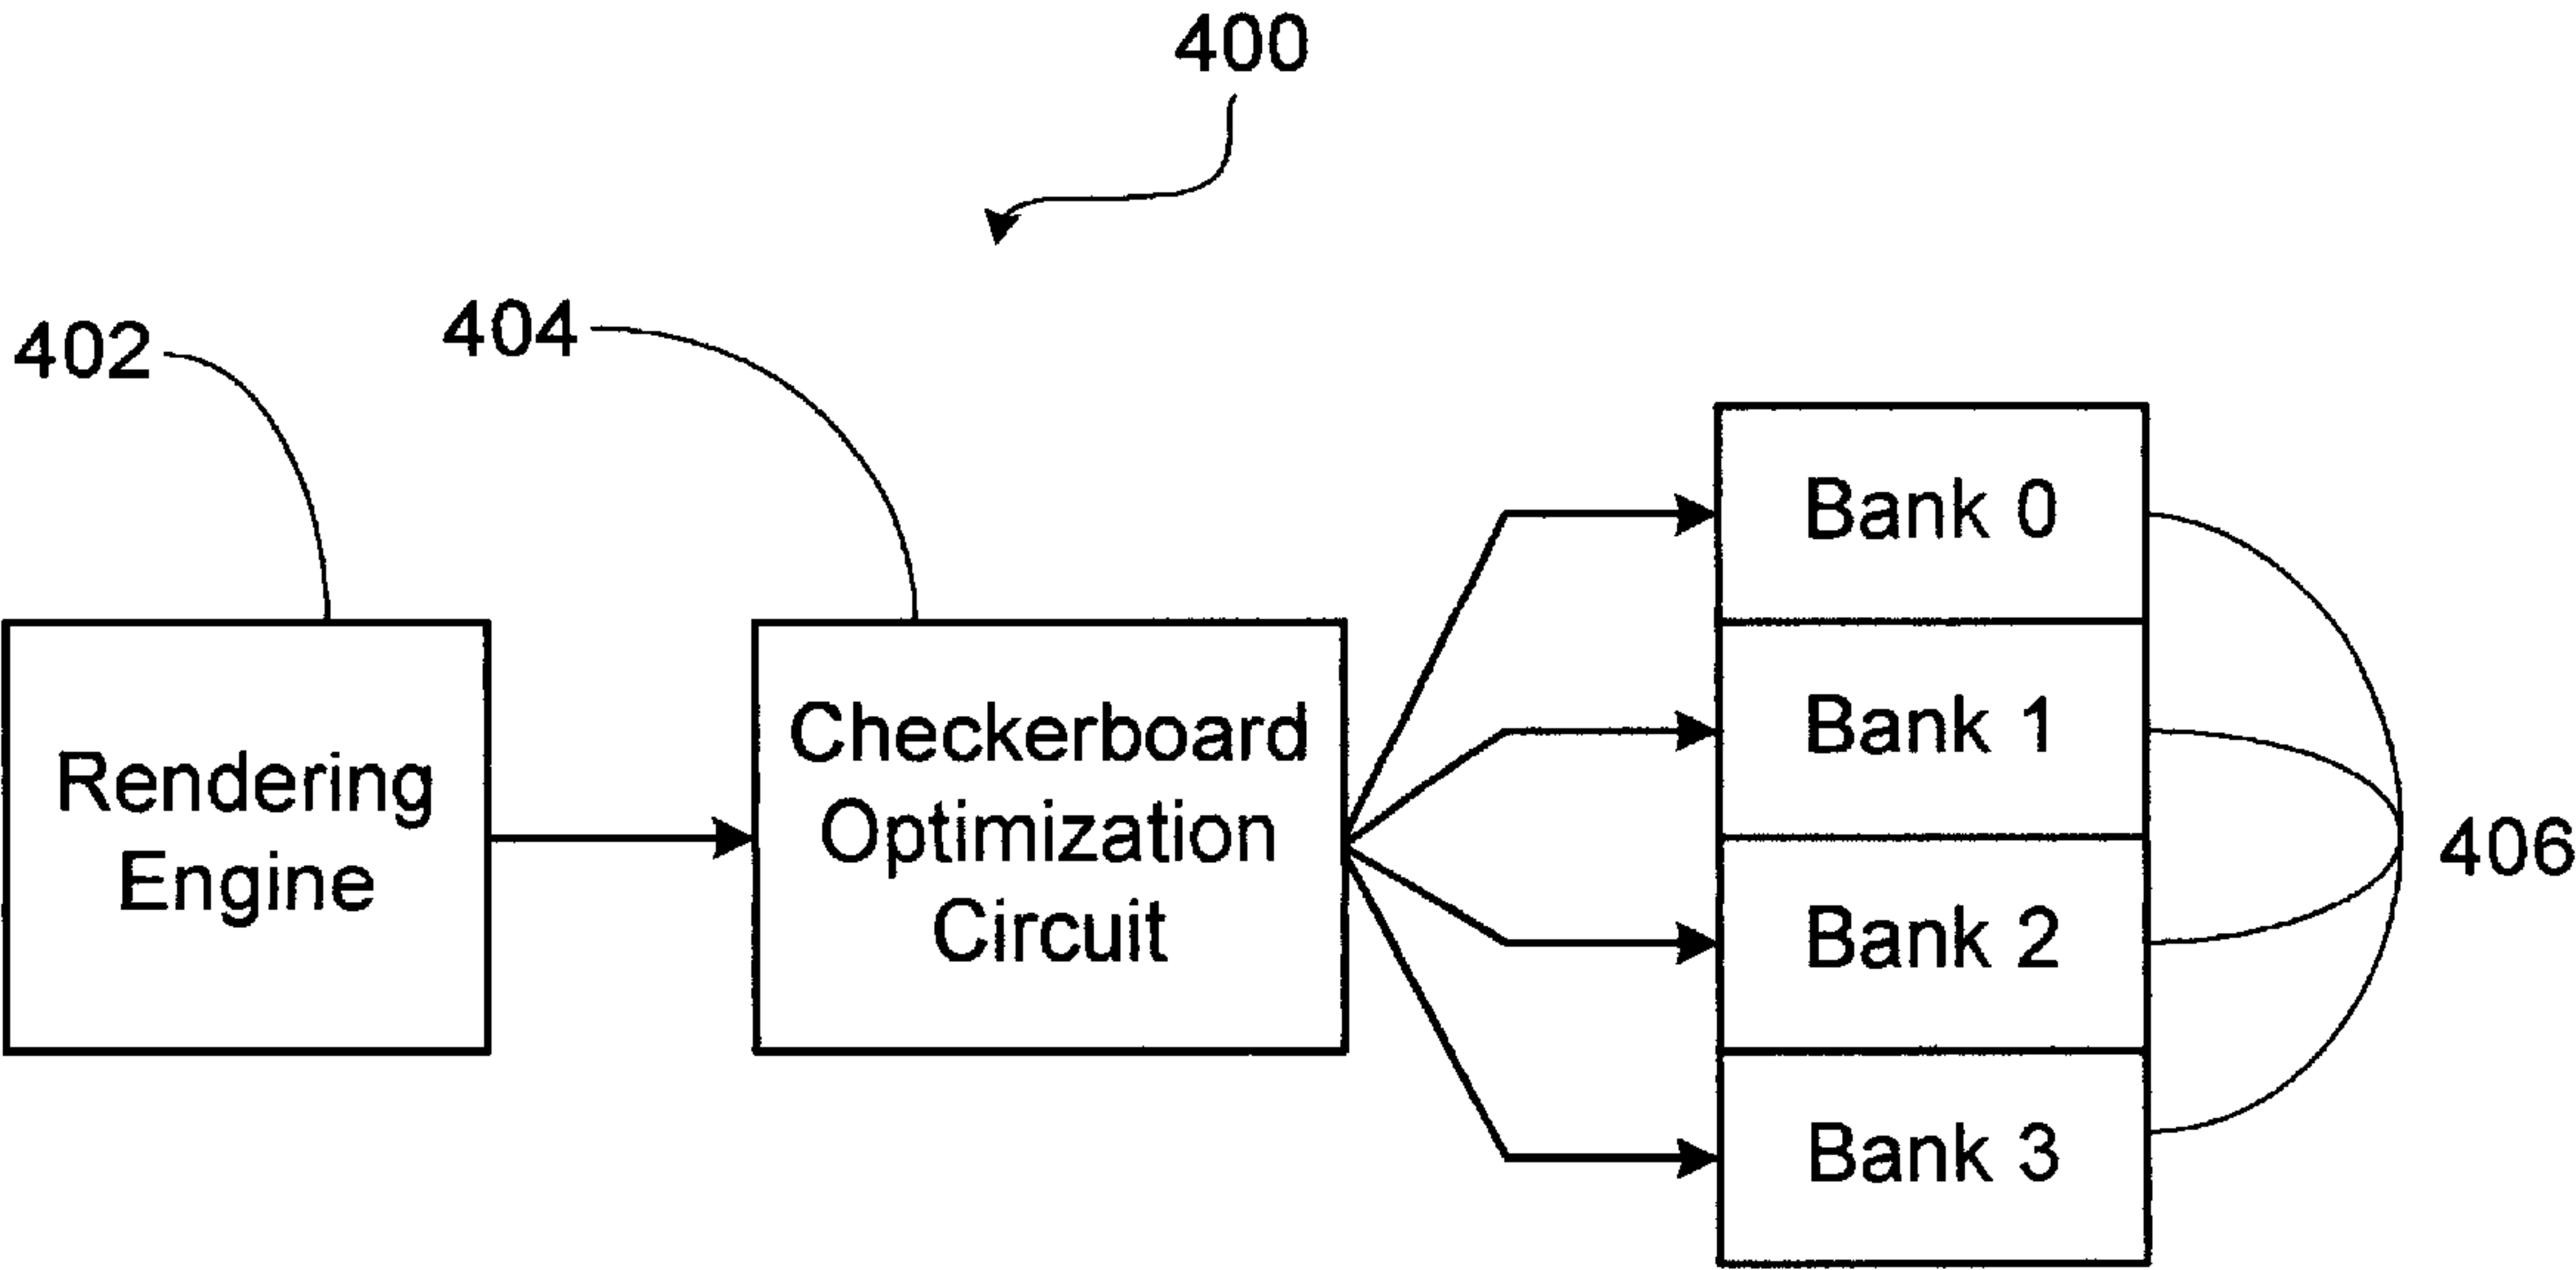 400
402
404
Rendering
Engine
Checkerboard
Optimization
Circuit
Bank 0
Bank 1
Bank 2
Bank 3
406